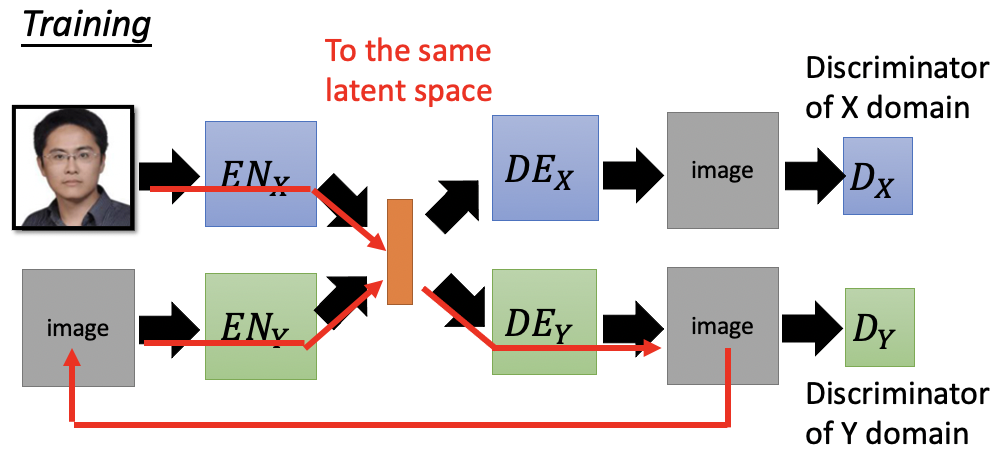 Training
To the same
latent space
Discriminator
of X domain
EN_X
DE_X
image
D_X
image
EN_Y
DE_Y
image
D_Y
Discriminator
of Y domain